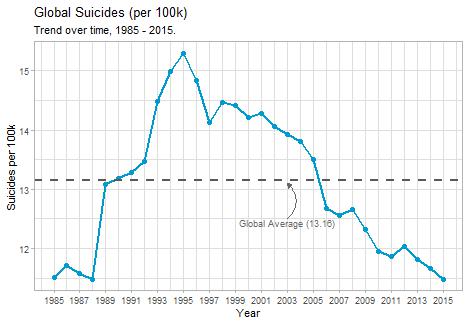 Global Suicides (per 100k)
Trend over time, 1985 - 2015.
Suicides per 100k
15
14
13
12
Global Average (13.16)
1985 1987 1989 1991 1993 1995 1997 1999 2001 2003 2005 2007 2009 2011 2013 2015
Year